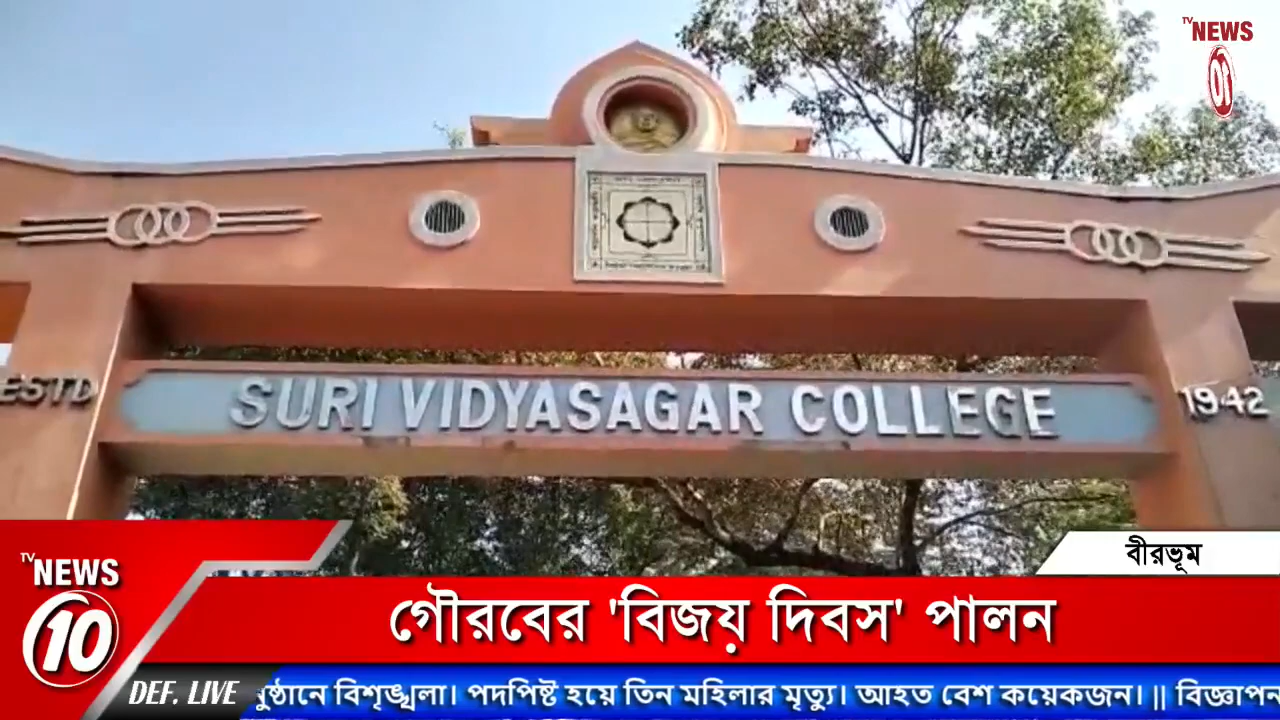 TV
NEWS
10
SURI VIDYASAGAR COLLEGE
ESTD
1942
বীরভূম
TV
NEWS
10
গৌরবের 'বিজয় দিবস' পালন
DEF. LIVE
নুষ্ঠানে বিশৃঙ্খলা। পদপিষ্ট হয়ে তিন মহিলার মৃত্যু। আহত বেশ কয়েকজন। || বিজ্ঞাপন